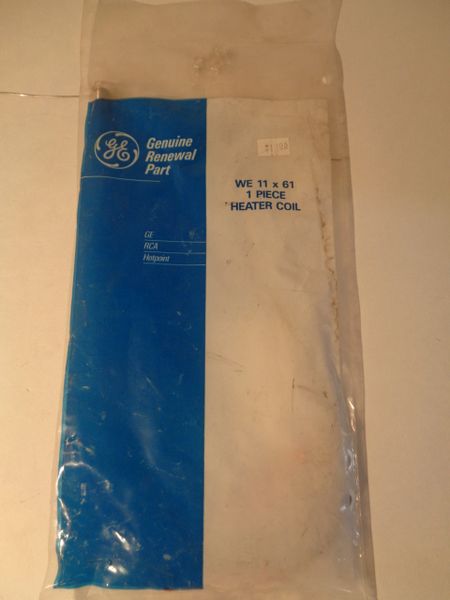 GE
Genuine
Renewal
Part
GE
RCA
Hotpoint
WE 11 x 61
1 PIECE
HEATER COIL